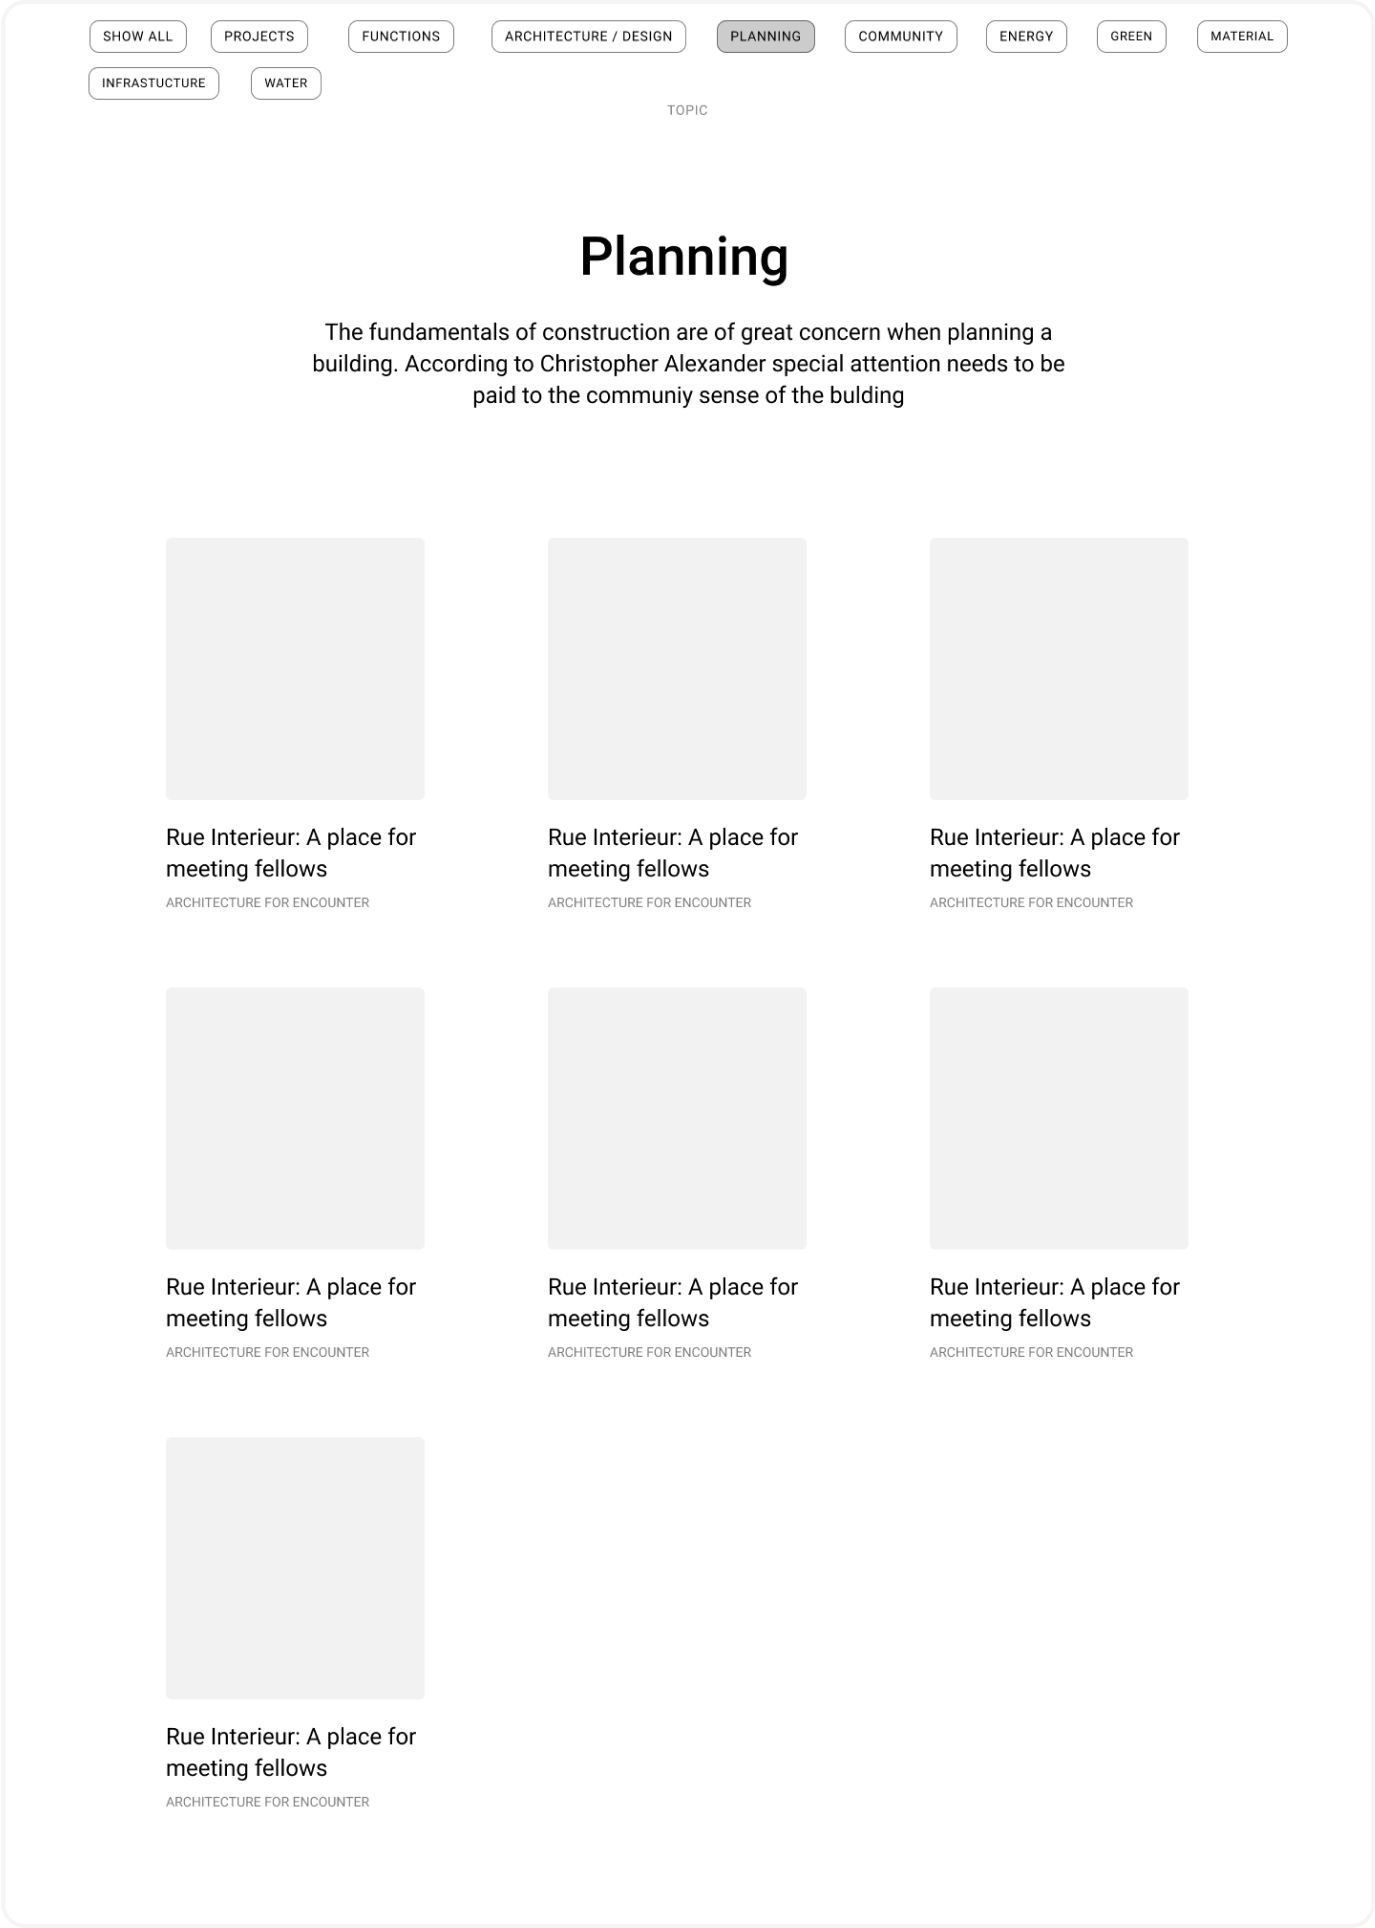 SHOW ALL PROJECTS FUNCTIONS ARCHITECTURE / DESIGN PLANNING COMMUNITY ENERGY GREEN MATERIAL
INFRASTUCTURE WATER
TOPIC
Planning
The fundamentals of construction are of great concern when planning a
building. According to Christopher Alexander special attention needs to be
paid to the communiy sense of the bulding
Rue Interieur: A place for
meeting fellows
ARCHITECTURE FOR ENCOUNTER
Rue Interieur: A place for
meeting fellows
ARCHITECTURE FOR ENCOUNTER
Rue Interieur: A place for
meeting fellows
ARCHITECTURE FOR ENCOUNTER
Rue Interieur: A place for
meeting fellows
ARCHITECTURE FOR ENCOUNTER
Rue Interieur: A place for
meeting fellows
ARCHITECTURE FOR ENCOUNTER
Rue Interieur: A place for
meeting fellows
ARCHITECTURE FOR ENCOUNTER
Rue Interieur: A place for
meeting fellows
ARCHITECTURE FOR ENCOUNTER